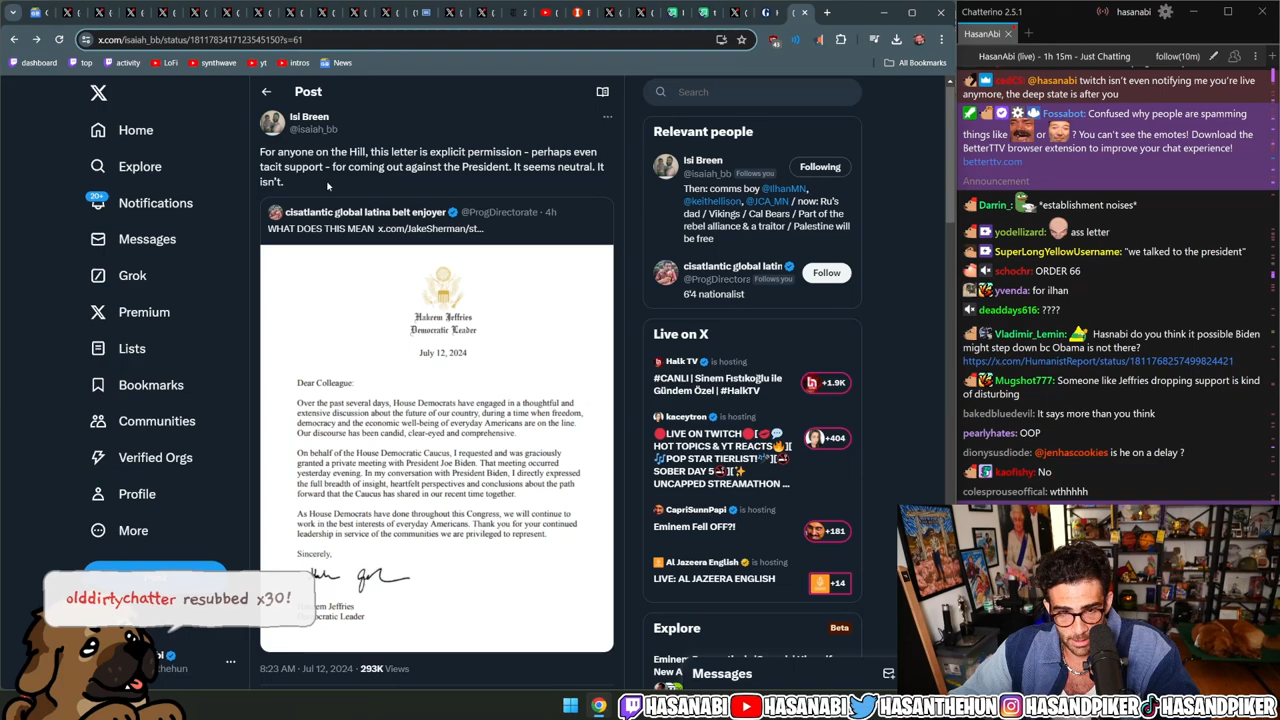 x.com/isaiah_bb/status/1811783417123545150?s=61
dashboard
top
activity
LoFi
synthwave
yt
intros
News
All Bookmarks
Home
Explore
20+
Notifications
Messages
Grok
Premium
Lists
Bookmarks
Communities
Verified Orgs
Profile
More
olddirtychatter resubbed x30!
Post
Isi Breen
@isaiah_bb
For anyone on the Hill, this letter is explicit permission - perhaps even
tacit support - for coming out against the President. It seems neutral. It
isn't.
cisatlantic global latina belt enjoyer @ProgDirectorate · 4h
WHAT DOES THIS MEAN x.com/JakeSherman/st...
Hakeem Jeffries
Democratic Leader
July 12, 2024
Dear Colleague:
Over the past several days, House Democrats have engaged in a thoughtful and
extensive discussion about the future of our country, during a time when freedom,
democracy and the economic well-being of everyday Americans are on the line.
Our discourse has been candid, clear-eyed and comprehensive.
On behalf of the House Democratic Caucus, I requested and was graciously
granted a private meeting with President Joe Biden. That meeting occurred
yesterday evening. In my conversation with President Biden, I directly expressed
the full breadth of insight, heartfelt perspectives and conclusions about the path
forward that the Caucus has shared in our recent time together.
As House Democrats have done throughout this Congress, we will continue to
work in the best interests of everyday Americans. Thank you for your continued
leadership in service of the communities we are privileged to represent.
Sincerely,
Jeffries
Leader
8:23 AM · Jul 12, 2024 · 293K Views
Search
Relevant people
Isi Breen
@isaiah_bb Follows you
Following
Then: comms boy @IlhanMN,
@keithellison, @JCA_MN / now: Ru's
dad / Vikings / Cal Bears / Part of the
rebel alliance & a traitor / Palestine will
be free
cisatlantic global latin
@ProgDirectora Follows you
Follow
6'4 nationalist
Live on X
Halk TV is hosting
#CANLI | Sinem Fıstıkoğlu ile
Gündem Özel | #HalkTV
+1.9K
kaceytron is hosting
LIVE ON TWITCH
HOT TOPICS & YT REACTS
POP STAR TIERLIST
SOBER DAY 5
UNCAPPED STREAMATHON ...
+404
CapriSunnPapi is hosting
Eminem Fell OFF?!
+181
Al Jazeera English is hosting
LIVE: AL JAZEERA ENGLISH
+14
Explore
Beta
Messages
Chatterino 2.5.1
hasanabi
HasanAbi
HasanAbi (live) - 1h 15m - Just Chatting
follow(10m)
redCS: @hasanabi twitch isn't even notifying me you're live
anymore, the deep state is after you
Fossabot: Confused why people are spamming
things like or ? You can't see the emotes! Download the
BetterTTV browser extension to improve your chat experience!
betterttv.com
Announcement
Darrin_: *establishment noises*
yodellizard: ass letter
SuperLongYellowUsername: "we talked to the president"
schochr: ORDER 66
yvenda: for ilhan
deaddays616: ????
Vladimir_Lemin: Hasnabi do you think it possible Biden
might step down bc Obama is not there?
https://x.com/HumanistReport/status/1811768257499824421
Mugshot777: Someone like Jeffries dropping support is kind
of disturbing
bakedbluedevil: It says more than you think
pearlyhates: OOP
dionysusdiode: @jenhascookies is he on a delay ?
kaofishy: No
colesprouseoffical: wthhhhh
HASANABI
HASANABI
HASANTHEHUN
HASANDPIKER
HASANDPIKER